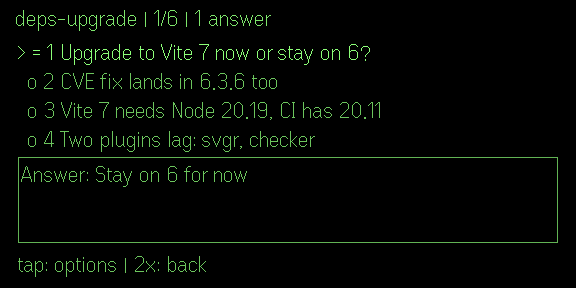 deps-upgrade | 1/6 | 1 answer
> = 1 Upgrade to Vite 7 now or stay on 6?
o 2 CVE fix lands in 6.3.6 too
o 3 Vite 7 needs Node 20.19, CI has 20.11
o 4 Two plugins lag: svgr, checker
Answer: Stay on 6 for now
tap: options | 2x: back